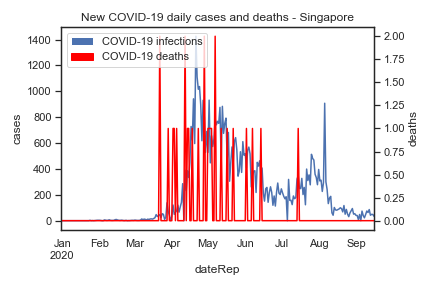 New COVID-19 daily cases and deaths - Singapore
COVID-19 infections
COVID-19 deaths
1400
1200
1000
800
600
400
200
0
cases
2.00
1.75
1.50
1.25
1.00
0.75
0.50
0.25
0.00
deaths
Jan Feb Mar Apr May Jun Jul Aug Sep
2020
dateRep